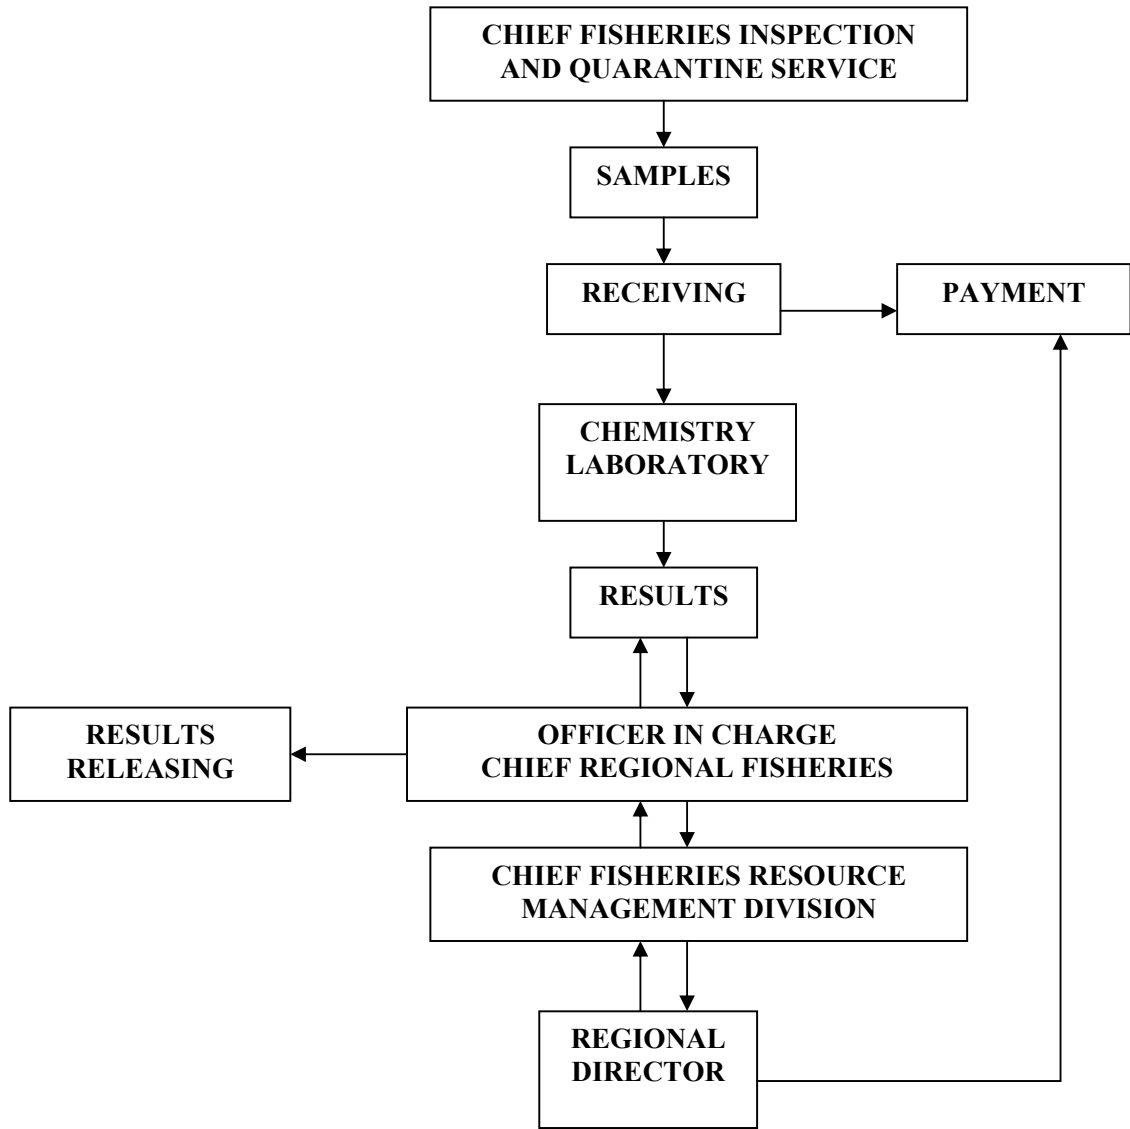 CHIEF FISHERIES INSPECTION
AND QUARANTINE SERVICE
SAMPLES
RECEIVING
PAYMENT
CHEMISTRY
LABORATORY
RESULTS
RESULTS
RELEASING
OFFICER IN CHARGE
CHIEF REGIONAL FISHERIES
CHIEF FISHERIES RESOURCE
MANAGEMENT DIVISION
REGIONAL
DIRECTOR